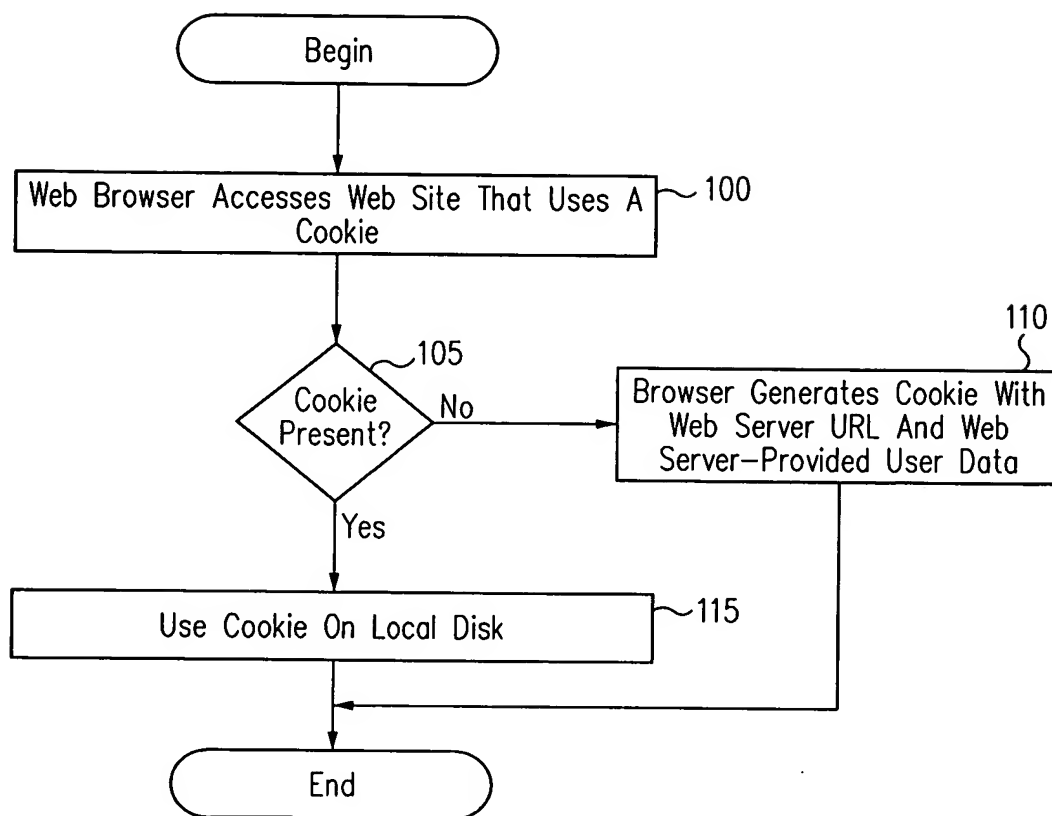 Begin
Web Browser Accesses Web Site That Uses A
Cookie
100
105
Cookie
Present?
No
110
Browser Generates Cookie With
Web Server URL And Web
Server-Provided User Data
Yes
Use Cookie On Local Disk
115
End